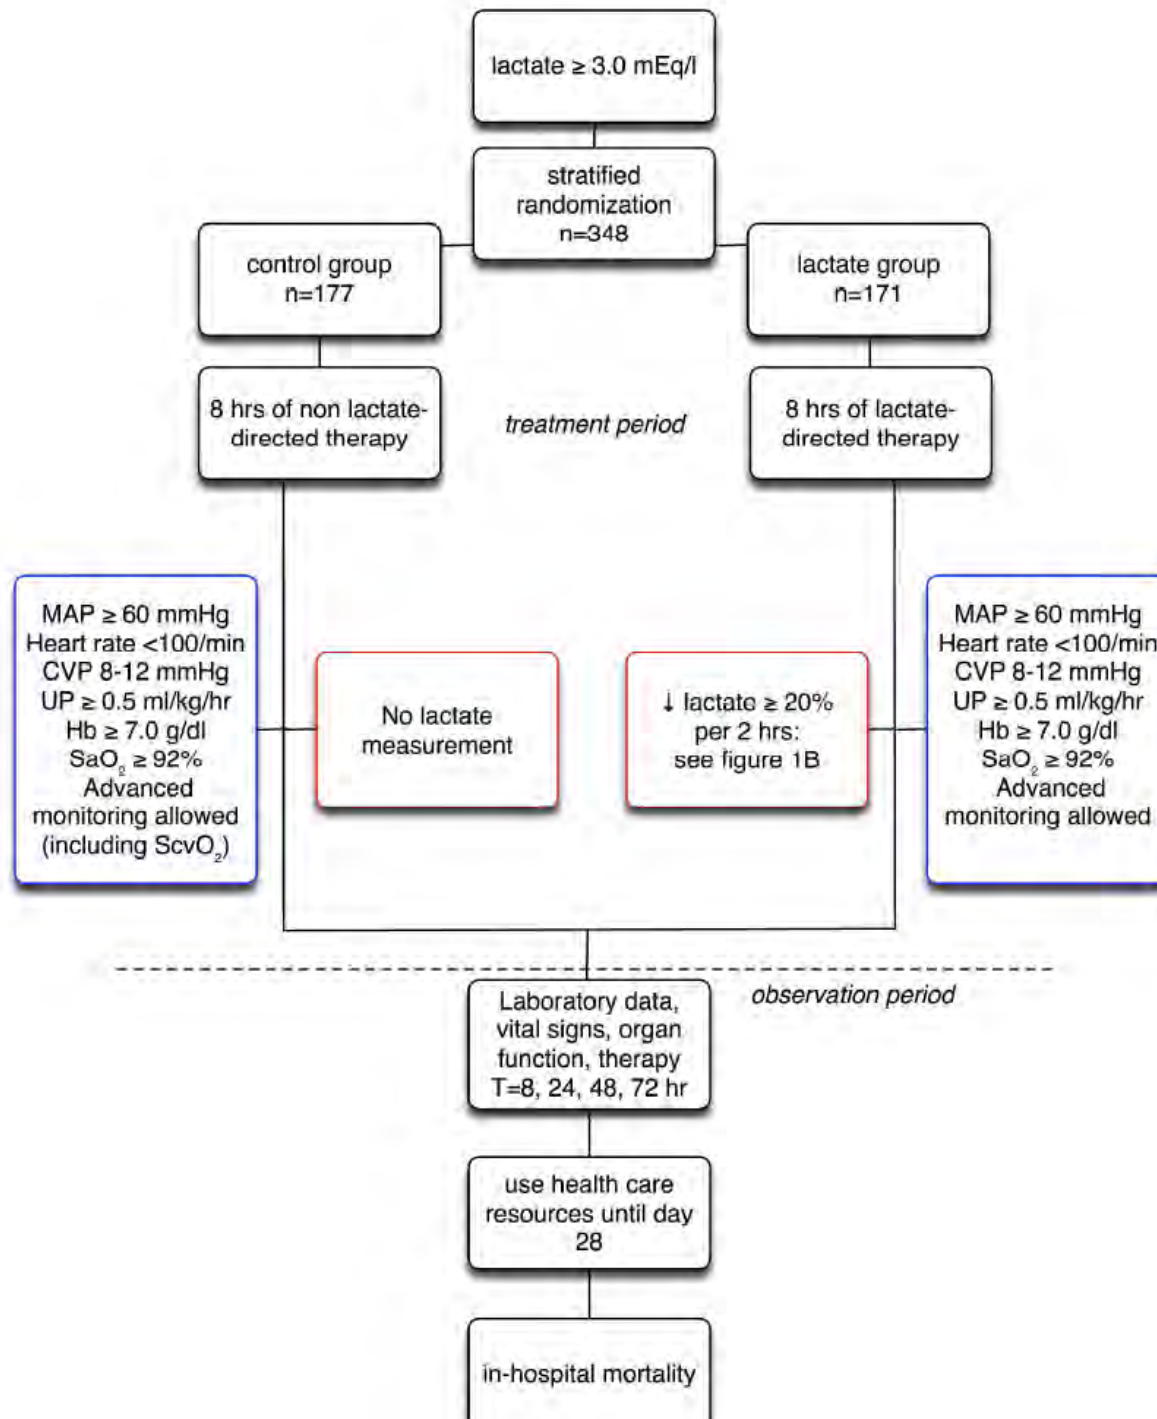 lactate ≥ 3.0 mEq/l
stratified
randomization
n=348
control group
n=177
lactate group
n=171
8 hrs of non lactate-
directed therapy
treatment period
8 hrs of lactate-
directed therapy
MAP ≥ 60 mmHg
Heart rate <100/min
CVP 8-12 mmHg
UP ≥ 0.5 ml/kg/hr
Hb ≥ 7.0 g/dl
SaO₂ ≥ 92%
Advanced
monitoring allowed
(including ScvO₂)
No lactate
measurement
↓ lactate ≥ 20%
per 2 hrs:
see figure 1B
MAP ≥ 60 mmHg
Heart rate <100/min
CVP 8-12 mmHg
UP ≥ 0.5 ml/kg/hr
Hb ≥ 7.0 g/dl
SaO₂ ≥ 92%
Advanced
monitoring allowed
observation period
Laboratory data,
vital signs, organ
function, therapy
T=8, 24, 48, 72 hr
use health care
resources until day
28
in-hospital mortality